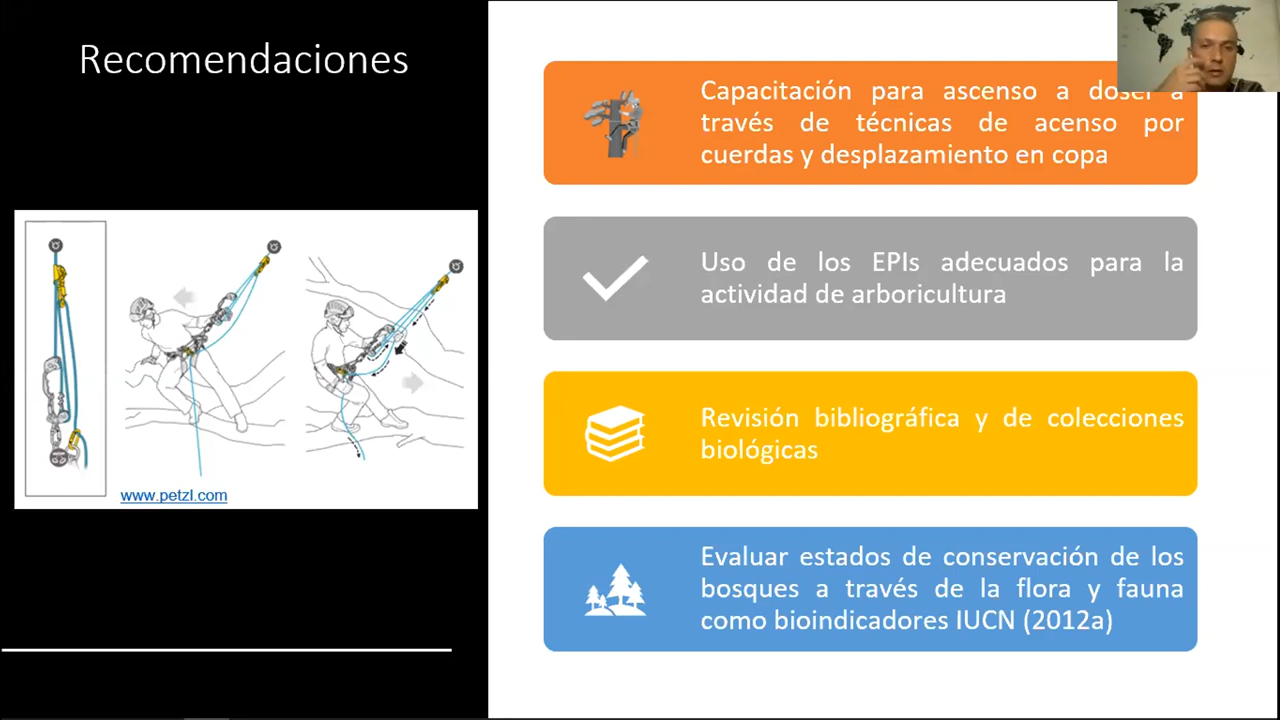 Recomendaciones
www.petzl.com
Capacitación para ascenso a dosel a
través de técnicas de acenso por
cuerdas y desplazamiento en copa
Uso de los EPIs adecuados para la
actividad de arboricultura
Revisión bibliográfica y de colecciones
biológicas
Evaluar estados de conservación de los
bosques a través de la flora y fauna
como bioindicadores IUCN (2012a)